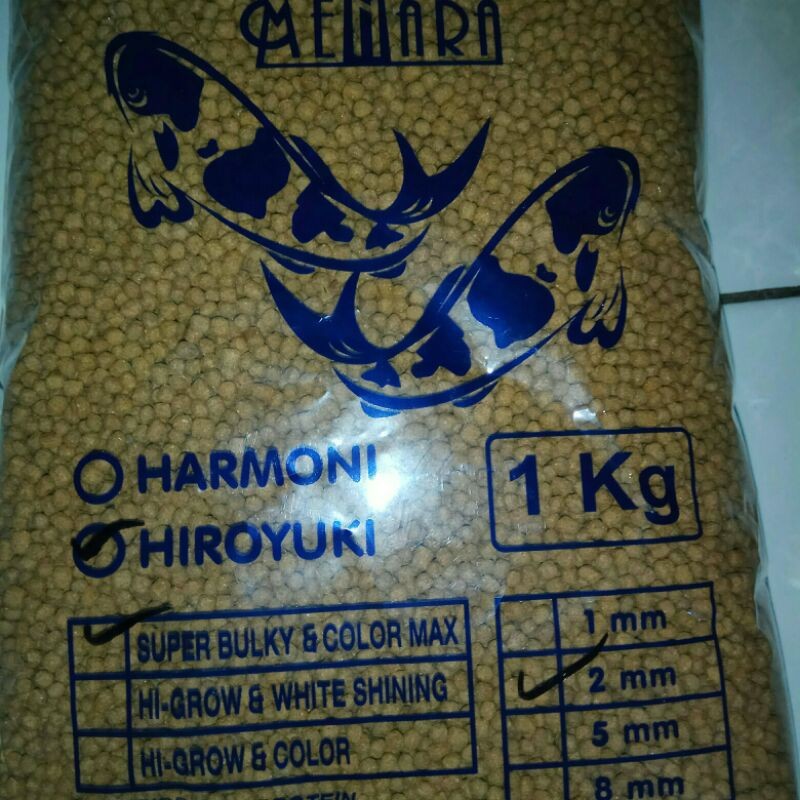 MENARA
HARMONI
HIROYUKI
1 Kg
SUPER BULKY & COLOR MAX
HI-GROW & WHITE SHINING
HI-GROW & COLOR
1 mm
2 mm
5 mm
8 mm